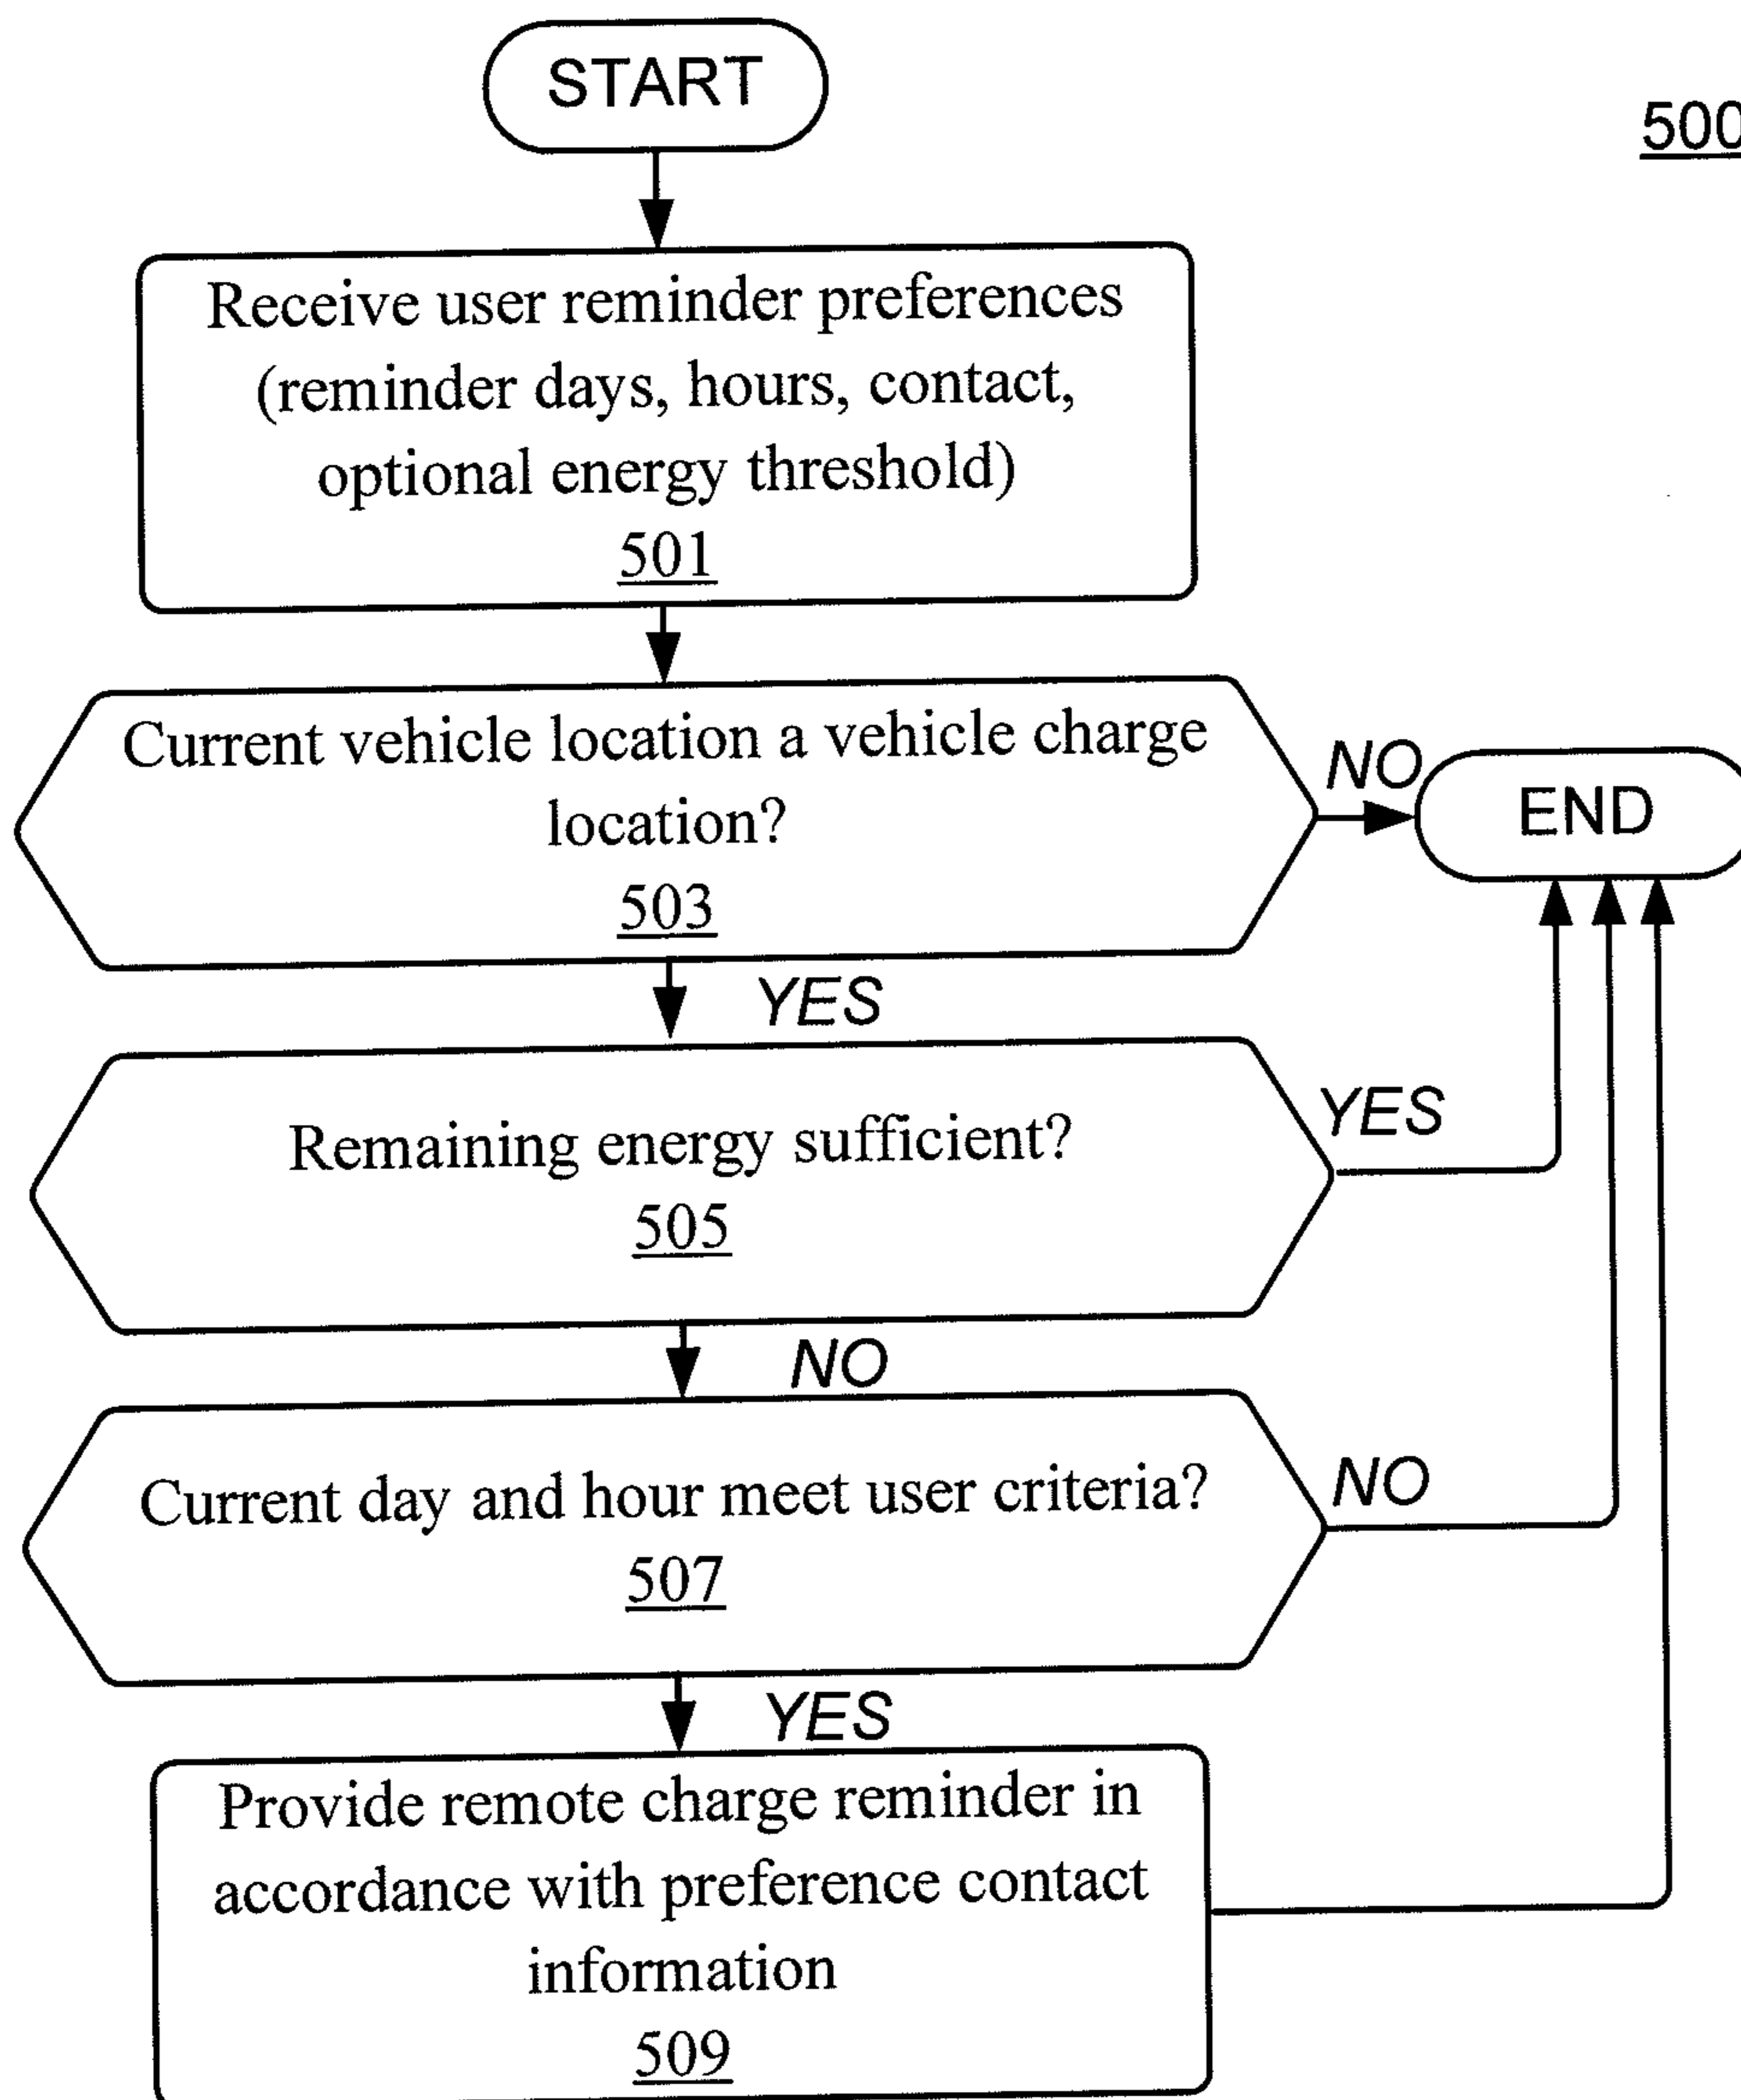 START
500
Receive user reminder preferences
(reminder days, hours, contact,
optional energy threshold)
501
Current vehicle location a vehicle charge
location?
503
NO
END
YES
Remaining energy sufficient?
505
YES
NO
Current day and hour meet user criteria?
507
NO
YES
Provide remote charge reminder in
accordance with preference contact
information
509